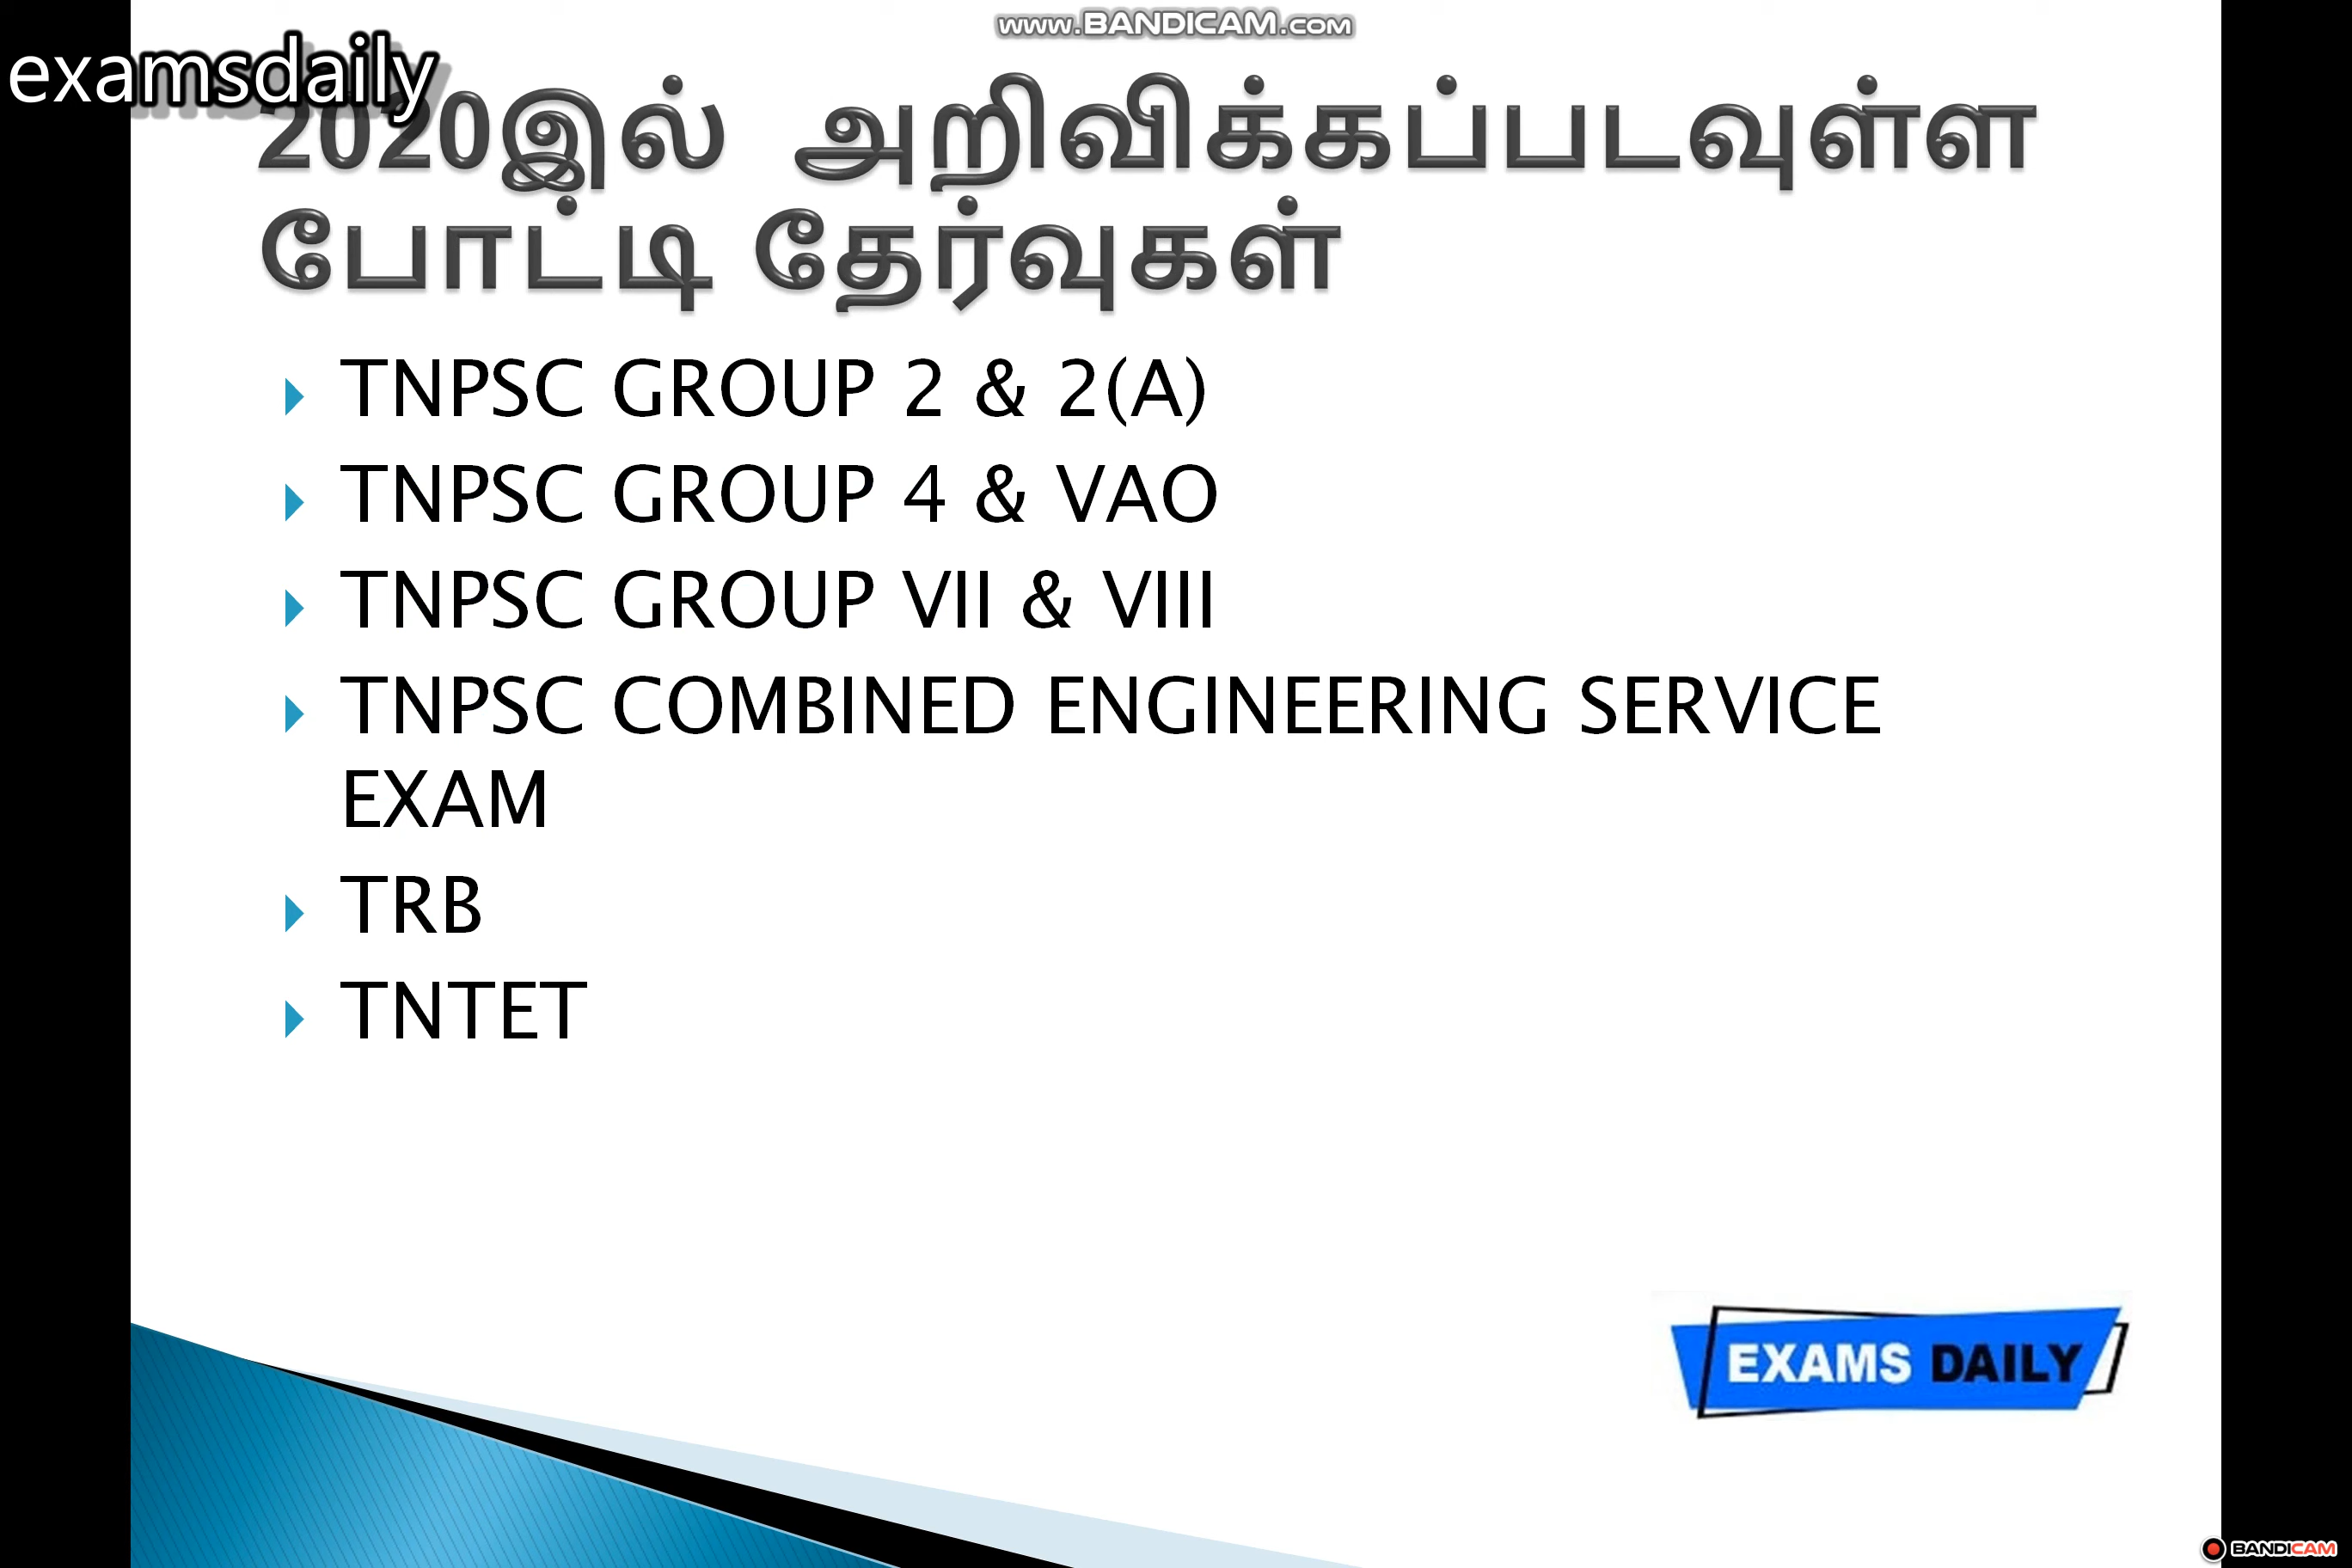 www.BANDICAM.com
examsdaily
2020இல் அறிவிக்கப்படவுள்ள
போட்டி தேர்வுகள்
TNPSC GROUP 2 & 2(A)
TNPSC GROUP 4 & VAO
TNPSC GROUP VII & VIII
TNPSC COMBINED ENGINEERING SERVICE
EXAM
TRB
TNTET
EXAMS DAILY
BANDICAM